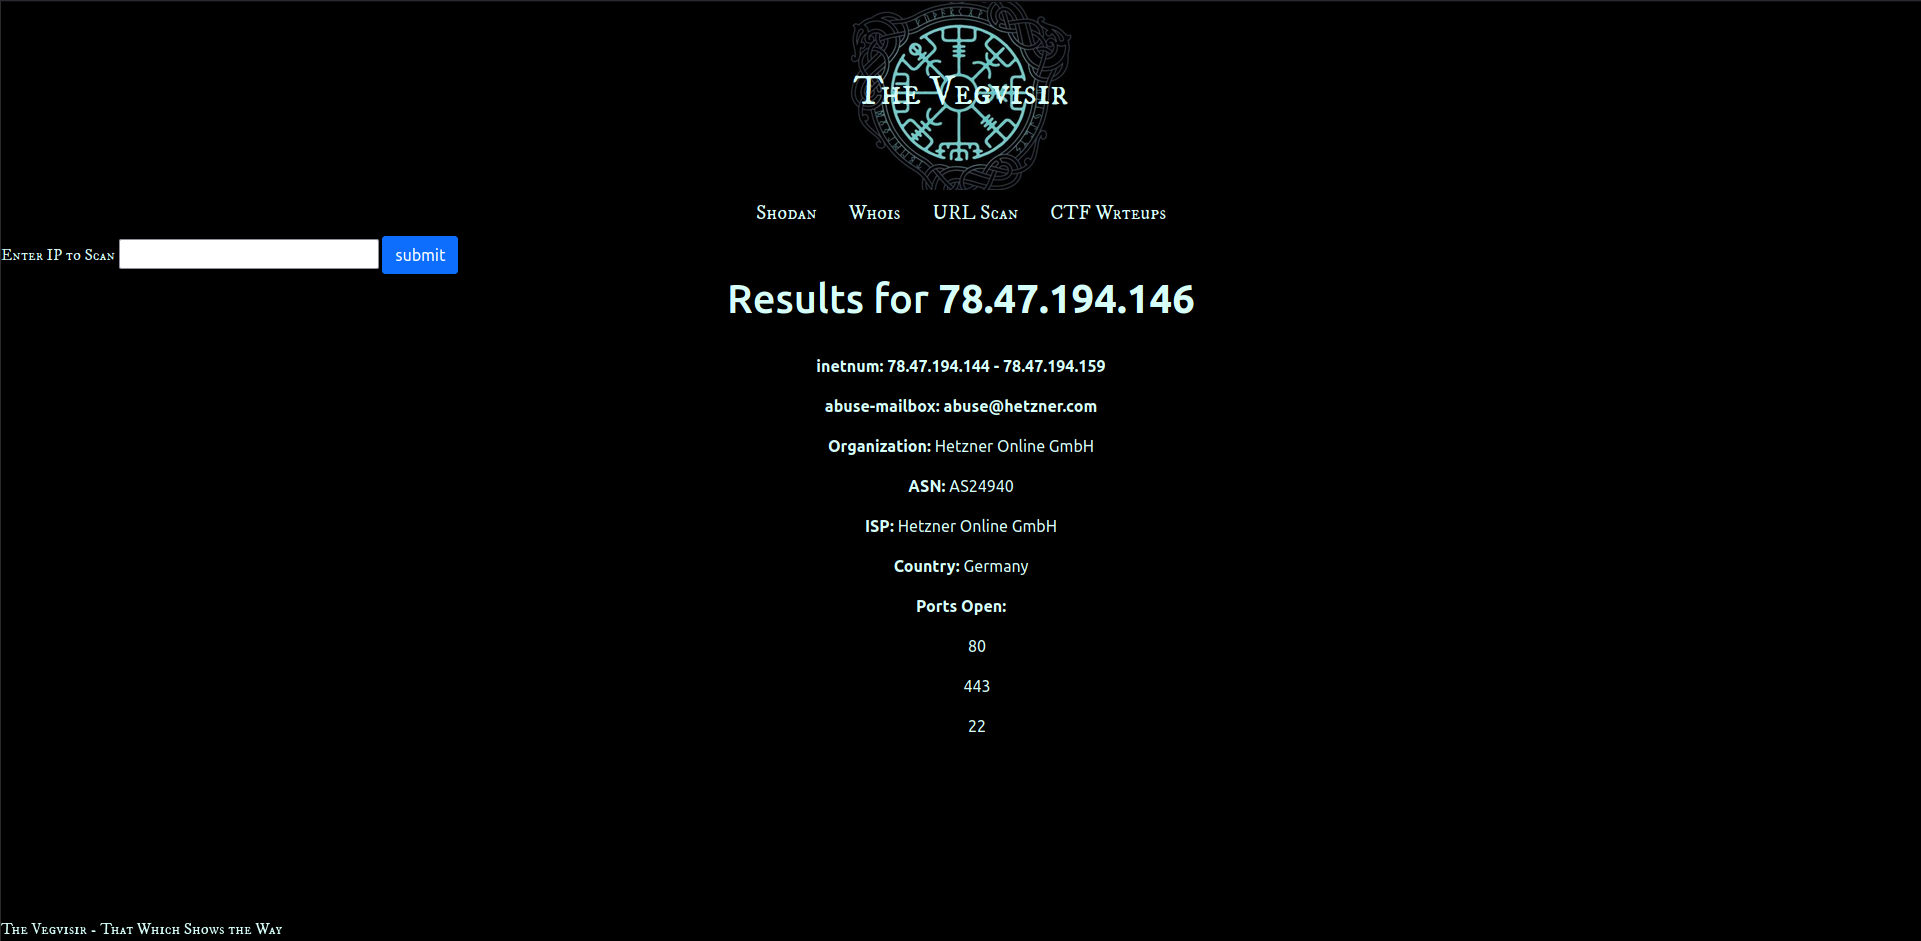 The Vegvisir
Shodan Whois URL Scan CTF Wrteups
Enter IP to Scan submit
Results for 78.47.194.146
inetnum: 78.47.194.144 - 78.47.194.159
abuse-mailbox: abuse@hetzner.com
Organization: Hetzner Online GmbH
ASN: AS24940
ISP: Hetzner Online GmbH
Country: Germany
Ports Open:
80
443
22
The Vegvisir - That Which Shows the Way